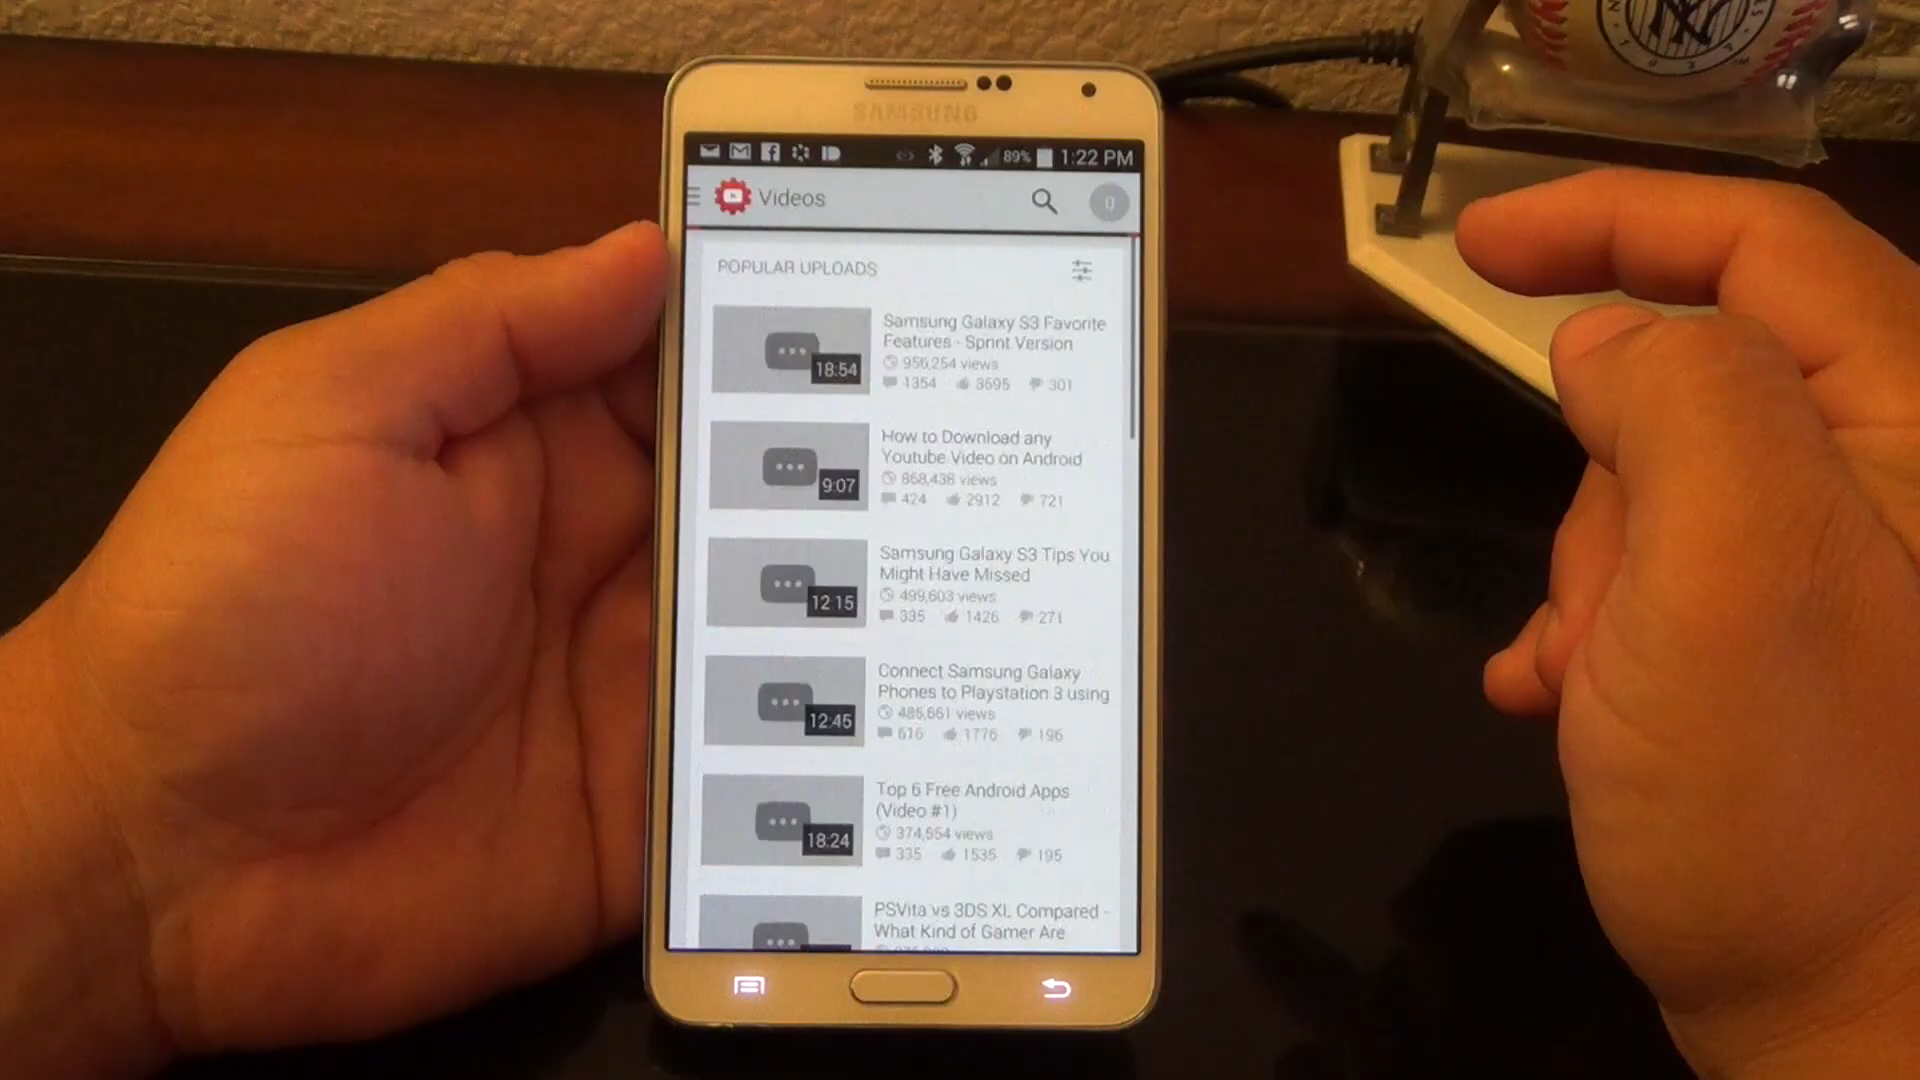 SAMSUNG
89% 1:22 PM
Videos
0
POPULAR UPLOADS
Samsung Galaxy S3 Favorite
Features - Sprint Version
956,254 views
1354 3595 301
18:54
How to Download any
Youtube Video on Android
868,438 views
424 2912 721
9:07
Samsung Galaxy S3 Tips You
Might Have Missed
499,603 views
335 1426 271
12:15
Connect Samsung Galaxy
Phones to Playstation 3 using
485,661 views
616 1776 196
12:45
Top 6 Free Android Apps
(Video #1)
374,554 views
335 1535 195
18:24
PSVita vs 3DS XL Compared -
What Kind of Gamer Are
NY